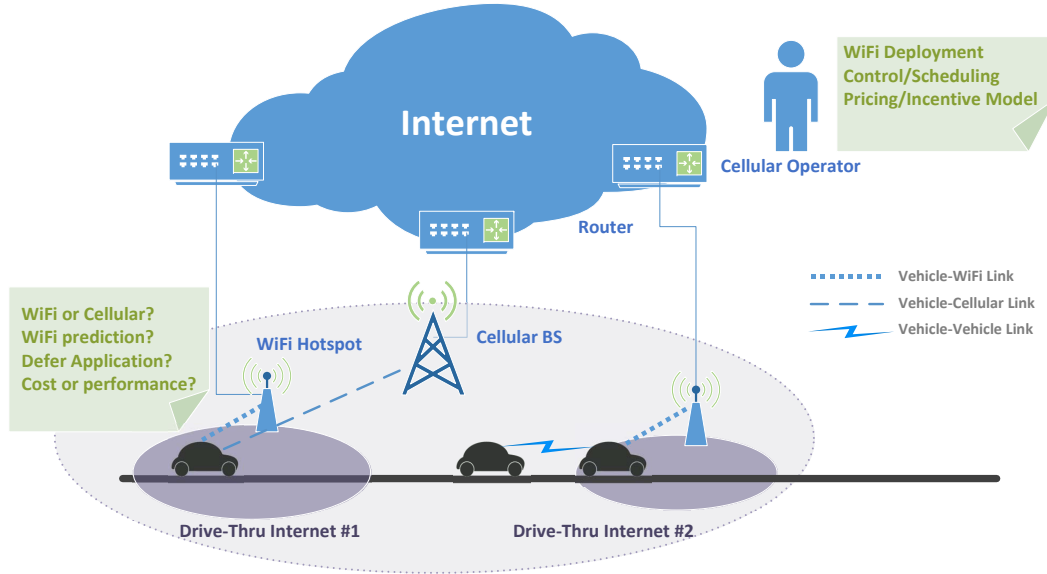 WiFi Deployment
Control/Scheduling
Pricing/Incentive Model
Internet
Cellular Operator
Router
Vehicle-WiFi Link
Vehicle-Cellular Link
Vehicle-Vehicle Link
WiFi or Cellular?
WiFi prediction?
Defer Application?
Cost or performance?
WiFi Hotspot
Cellular BS
Drive-Thru Internet #1
Drive-Thru Internet #2